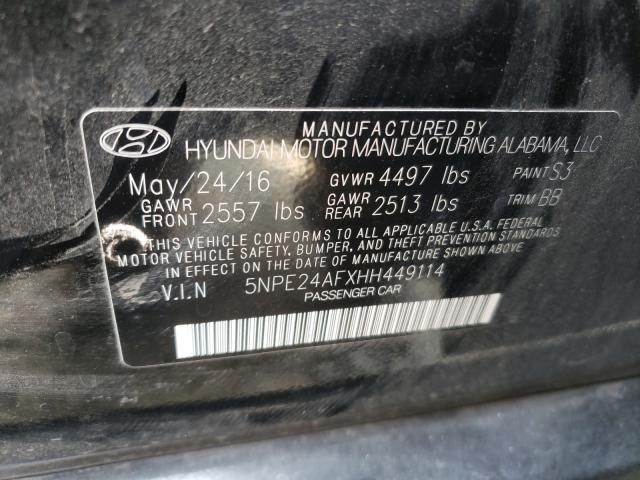 MANUFACTURED BY
HYUNDAI MOTOR MANUFACTURING ALABAMA, LLC
May/24/16 GVWR 4497 lbs PAINT S3
GAWR FRONT 2557 lbs GAWR REAR 2513 lbs TRIM BB
THIS VEHICLE CONFORMS TO ALL APPLICABLE U.S.A. FEDERAL
MOTOR VEHICLE SAFETY, BUMPER, AND THEFT PREVENTION STANDARDS
IN EFFECT ON THE DATE OF MANUFACTURE SHOWN ABOVE.
V.I.N 5NPE24AFXHH449114
PASSENGER CAR